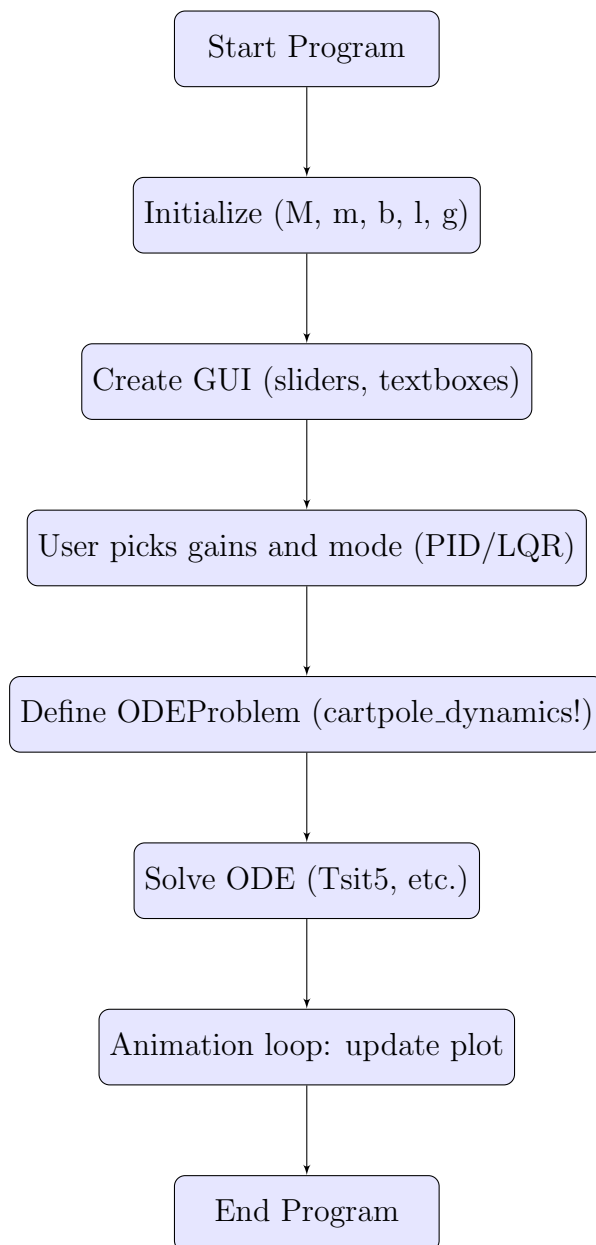 Start Program
Initialize (M, m, b, l, g)
Create GUI (sliders, textboxes)
User picks gains and mode (PID/LQR)
Define ODEProblem (cartpole_dynamics!)
Solve ODE (Tsit5, etc.)
Animation loop: update plot
End Program